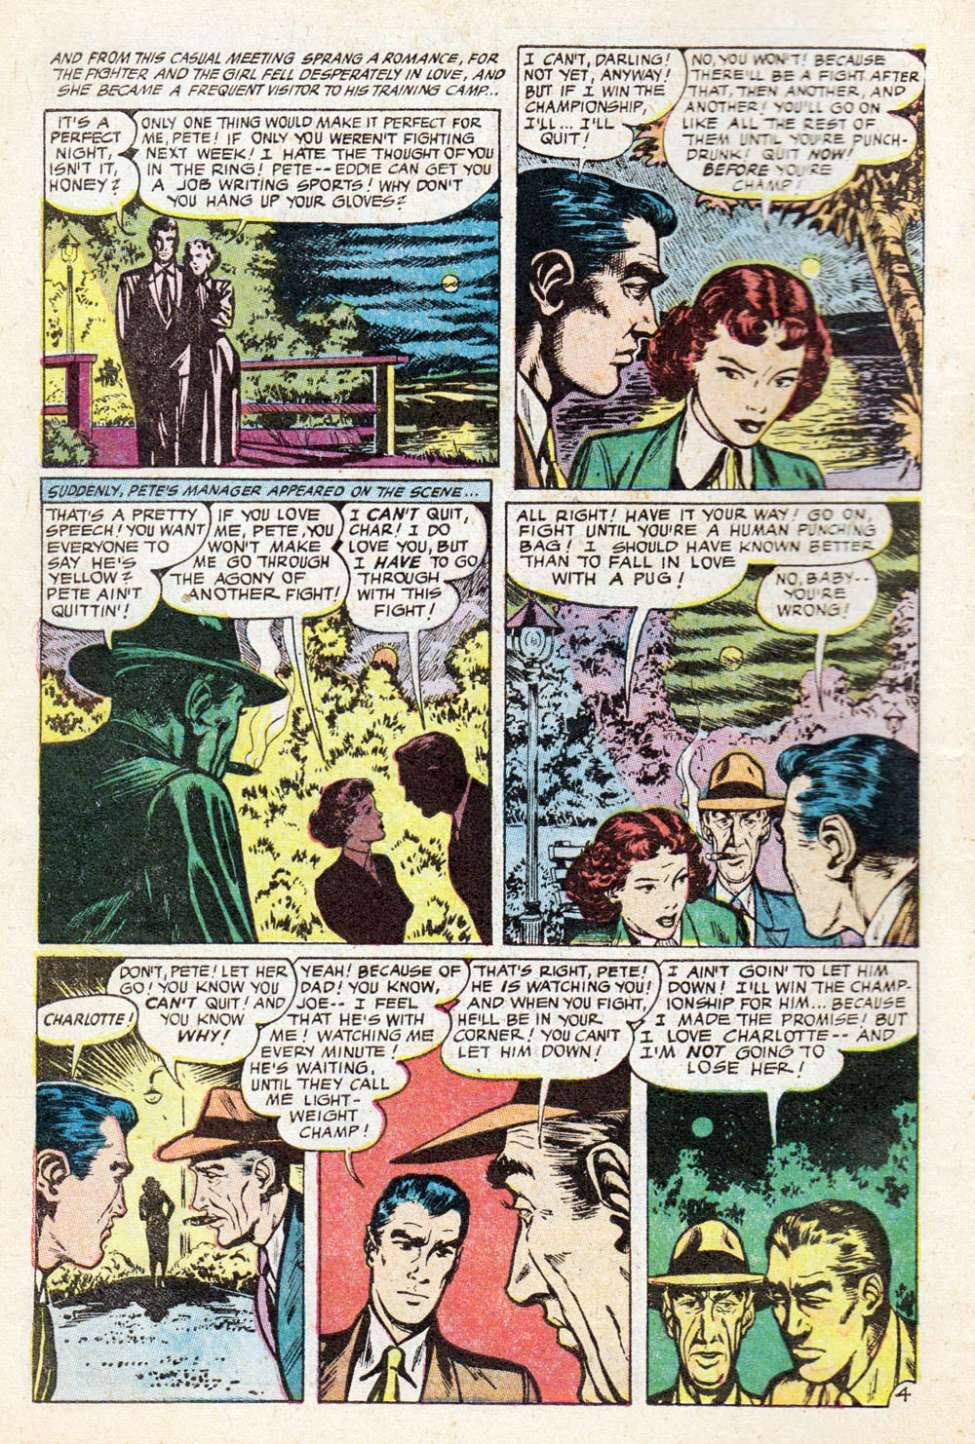 AND FROM THIS CASUAL MEETING SPRANG A ROMANCE, FOR
THE FIGHTER AND THE GIRL FELL DESPERATELY IN LOVE, AND
SHE BECAME A FREQUENT VISITOR TO HIS TRAINING CAMP...
IT'S A
PERFECT
NIGHT,
ISN'T IT,
HONEY?
ONLY ONE THING WOULD MAKE IT PERFECT FOR
ME, PETE! IF ONLY YOU WEREN'T FIGHTING
NEXT WEEK! I HATE THE THOUGHT OF YOU
IN THE RING! PETE--EDDIE CAN GET YOU
A JOB WRITING SPORTS! WHY DON'T
YOU HANG UP YOUR GLOVES?
I CAN'T, DARLING!
NOT YET, ANYWAY!
BUT IF I WIN THE
CHAMPIONSHIP,
I'LL... I'LL
QUIT!
NO, YOU WON'T! BECAUSE
THERE'LL BE A FIGHT AFTER
THAT, THEN ANOTHER, AND
ANOTHER! YOU'LL GO ON
LIKE ALL THE REST OF
THEM UNTIL YOU'RE PUNCH-
DRUNK! QUIT NOW!
BEFORE YOU'RE
CHAMP!
SUDDENLY, PETE'S MANAGER APPEARED ON THE SCENE...
THAT'S A PRETTY
SPEECH! YOU WANT
EVERYONE TO
SAY HE'S
YELLOW?
PETE AIN'T
QUITTIN'!
IF YOU LOVE
ME, PETE, YOU
WON'T MAKE
ME GO THROUGH
THE AGONY OF
ANOTHER FIGHT!
I CAN'T QUIT,
CHAR! I DO
LOVE YOU, BUT
I HAVE TO GO
THROUGH
WITH THIS
FIGHT!
ALL RIGHT! HAVE IT YOUR WAY! GO ON,
FIGHT UNTIL YOU'RE A HUMAN PUNCHING
BAG! I SHOULD HAVE KNOWN BETTER
THAN TO FALL IN LOVE
WITH A PUG!
NO, BABY--
YOU'RE
WRONG!
CHARLOTTE!
DON'T, PETE! LET HER
GO! YOU KNOW YOU
CAN'T QUIT! AND
YOU KNOW
WHY!
YEAH! BECAUSE OF
DAD! YOU KNOW,
JOE-- I FEEL
THAT HE'S WITH
ME! WATCHING ME
EVERY MINUTE!
HE'S WAITING,
UNTIL THEY CALL
ME LIGHT-
WEIGHT
CHAMP!
THAT'S RIGHT, PETE!
HE IS WATCHING YOU!
AND WHEN YOU FIGHT,
HE'LL BE IN YOUR
CORNER! YOU CAN'T
LET HIM DOWN!
I AIN'T GOIN' TO LET HIM
DOWN! I'LL WIN THE CHAMP-
IONSHIP FOR HIM... BECAUSE
I MADE THE PROMISE! BUT
I LOVE CHARLOTTE-- AND
I'M NOT GOING TO
LOSE HER!
4